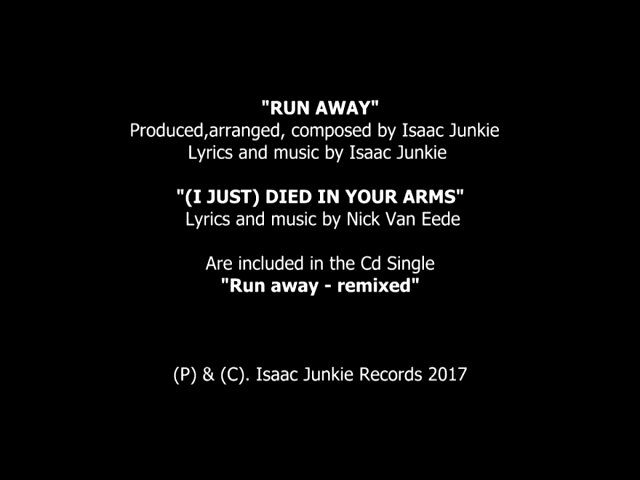 "RUN AWAY"
Produced,arranged, composed by Isaac Junkie
Lyrics and music by Isaac Junkie
"(I JUST) DIED IN YOUR ARMS"
Lyrics and music by Nick Van Eede
Are included in the Cd Single
"Run away - remixed"
(P) & (C). Isaac Junkie Records 2017